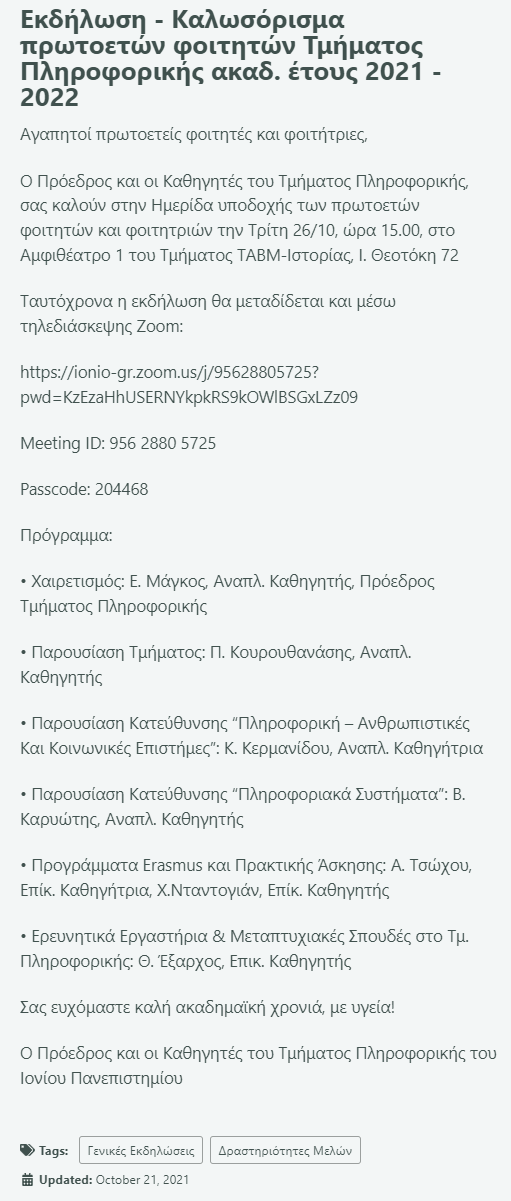 Εκδήλωση - Καλωσόρισμα
πρωτοετών φοιτητών Τμήματος
Πληροφορικής ακαδ. έτους 2021 -
2022
Αγαπητοί πρωτοετείς φοιτητές και φοιτήτριες,
Ο Πρόεδρος και οι Καθηγητές του Τμήματος Πληροφορικής,
σας καλούν στην Ημερίδα υποδοχής των πρωτοετών
φοιτητών και φοιτητριών την Τρίτη 26/10, ώρα 15.00, στο
Αμφιθέατρο 1 του Τμήματος ΤΑΒΜ-Ιστορίας, Ι. Θεοτόκη 72
Ταυτόχρονα η εκδήλωση θα μεταδίδεται και μέσω
τηλεδιάσκεψης Zoom:
https://ionio-gr.zoom.us/j/95628805725?
pwd=KzEzaHhUSERNYkpkRS9kOWlBSGxLZz09
Meeting ID: 956 2880 5725
Passcode: 204468
Πρόγραμμα:
• Χαιρετισμός: Ε. Μάγκος, Αναπλ. Καθηγητής, Πρόεδρος
Τμήματος Πληροφορικής
• Παρουσίαση Τμήματος: Π. Κουρουθανάσης, Αναπλ.
Καθηγητής
• Παρουσίαση Κατεύθυνσης “Πληροφορική – Ανθρωπιστικές
Και Κοινωνικές Επιστήμες”: Κ. Κερμανίδου, Αναπλ. Καθηγήτρια
• Παρουσίαση Κατεύθυνσης “Πληροφοριακά Συστήματα”: Β.
Καρυώτης, Αναπλ. Καθηγητής
• Προγράμματα Erasmus και Πρακτικής Άσκησης: Α. Τσώχου,
Επίκ. Καθηγήτρια, Χ.Νταντογιάν, Επίκ. Καθηγητής
• Ερευνητικά Εργαστήρια & Μεταπτυχιακές Σπουδές στο Τμ.
Πληροφορικής: Θ. Έξαρχος, Επικ. Καθηγητής
Σας ευχόμαστε καλή ακαδημαϊκή χρονιά, με υγεία!
Ο Πρόεδρος και οι Καθηγητές του Τμήματος Πληροφορικής του
Ιονίου Πανεπιστημίου
Tags: Γενικές Εκδηλώσεις Δραστηριότητες Μελών
Updated: October 21, 2021